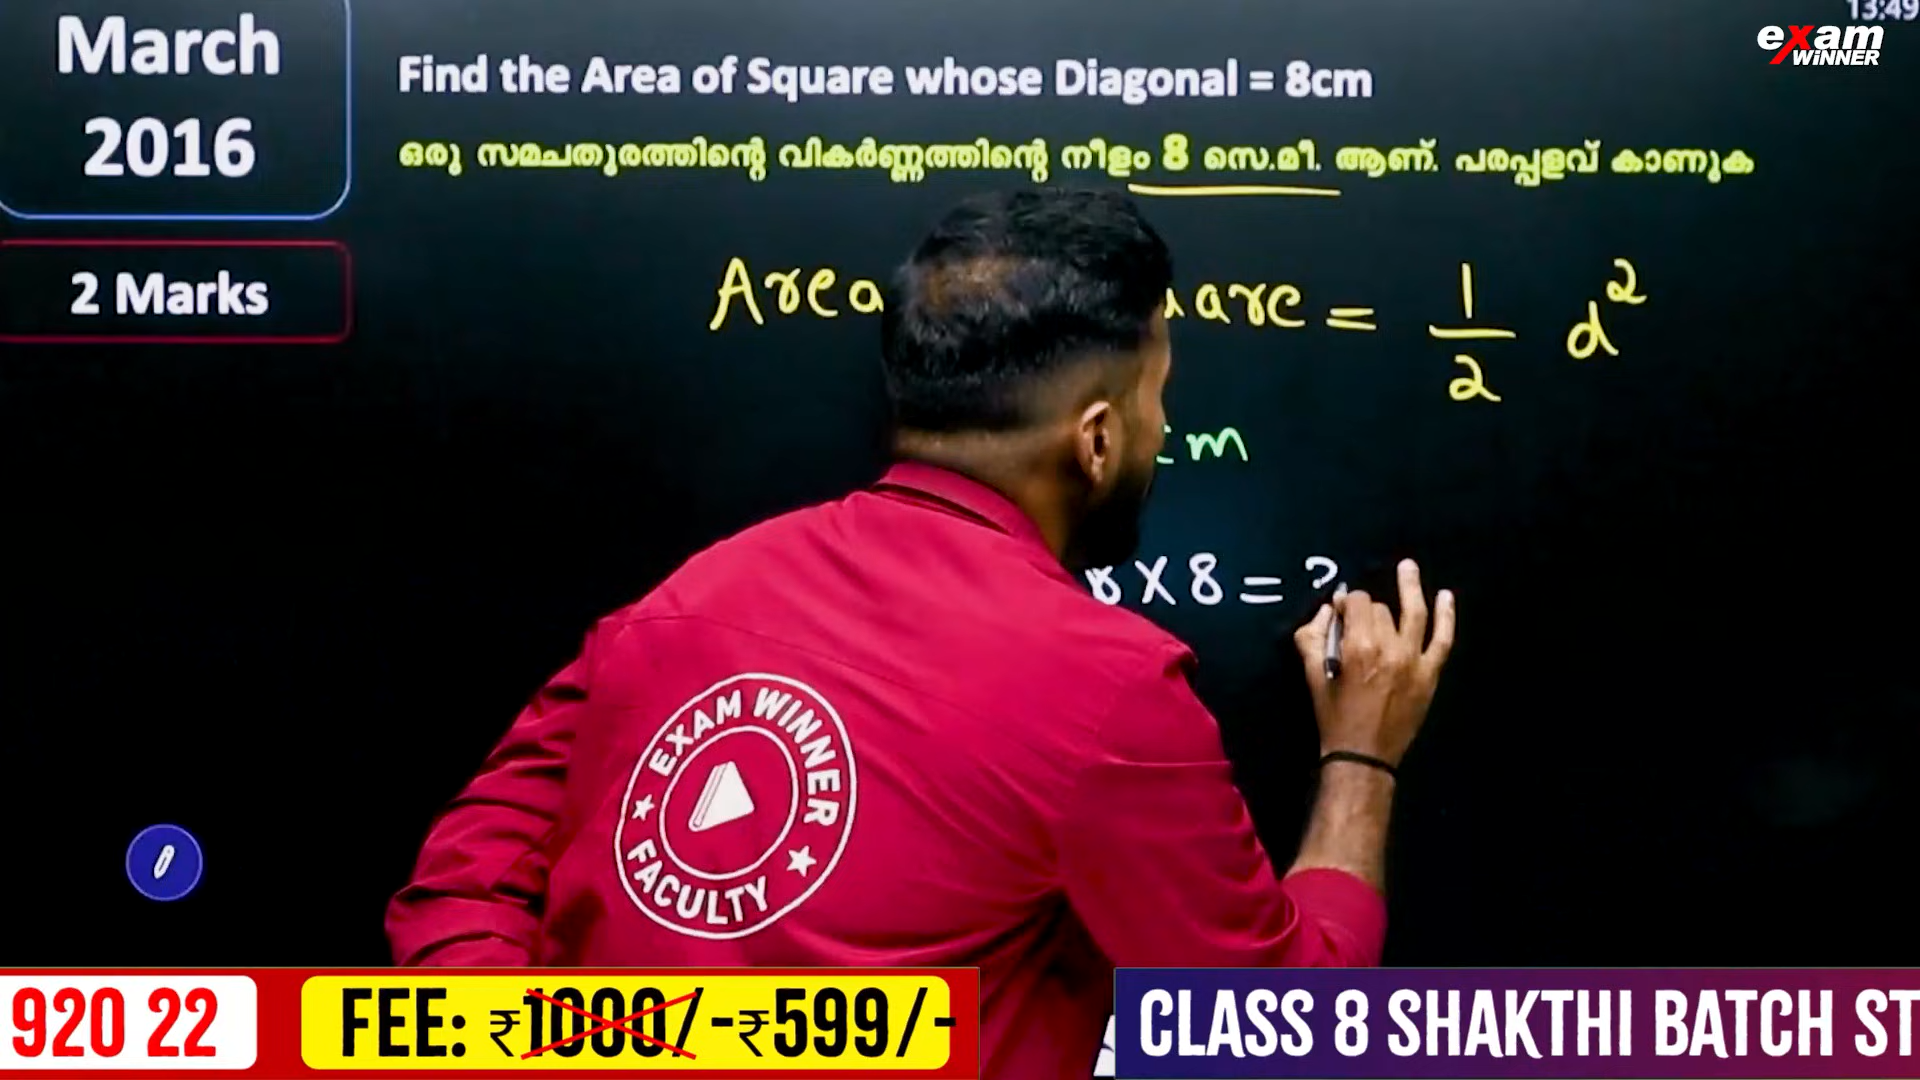 13:49
exam
WiNNER
March
2016
2 Marks
Find the Area of Square whose Diagonal = 8cm
ഒരു സമചതുരത്തിന്റെ വികർണ്ണത്തിന്റെ നീളം 8 സെ.മീ. ആണ്. പരപ്പളവ് കാണുക
Area = 1/2 d²
cm
8 X 8 = ?
EXAM WINNER
FACULTY
920 22
FEE: ₹1000/-₹599/-
CLASS 8 SHAKTHI BATCH ST